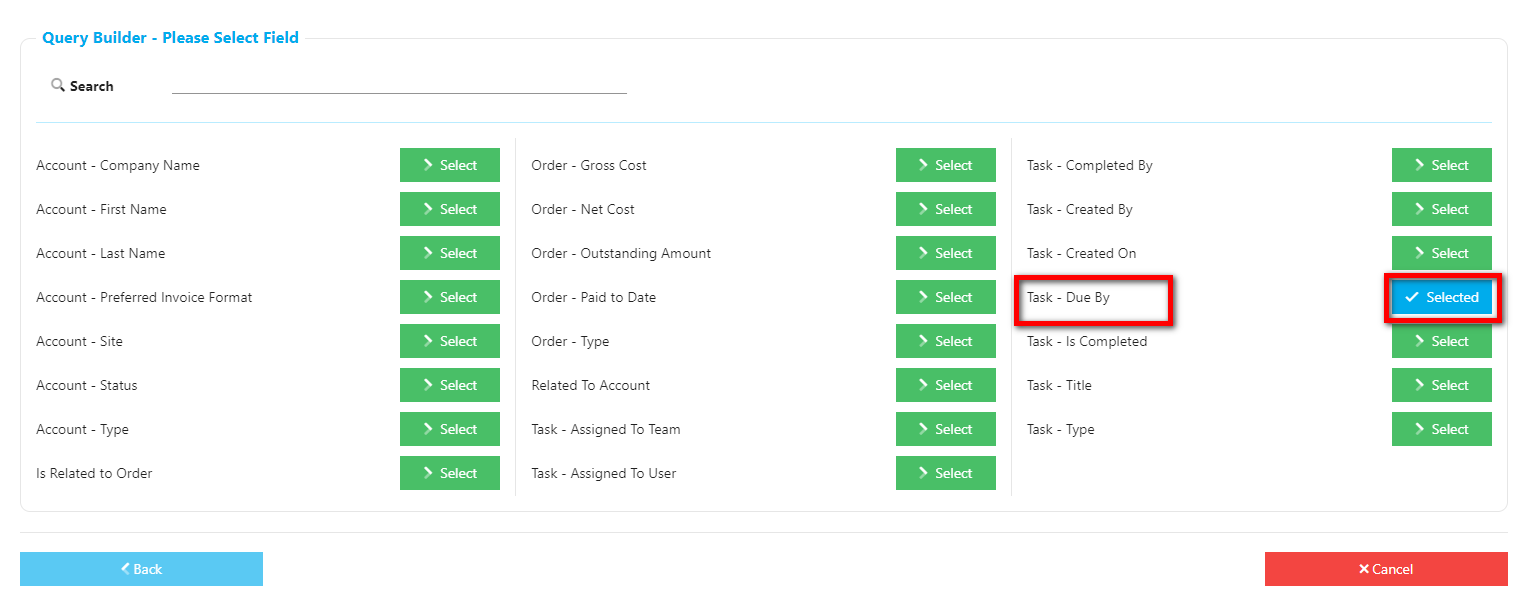 Query Builder - Please Select Field
Search
Account - Company Name Select
Account - First Name Select
Account - Last Name Select
Account - Preferred Invoice Format Select
Account - Site Select
Account - Status Select
Account - Type Select
Is Related to Order Select
Order - Gross Cost Select
Order - Net Cost Select
Order - Outstanding Amount Select
Order - Paid to Date Select
Order - Type Select
Related To Account Select
Task - Assigned To Team Select
Task - Assigned To User Select
Task - Completed By Select
Task - Created By Select
Task - Created On Select
Task - Due By Selected
Task - Is Completed Select
Task - Title Select
Task - Type Select
Back
Cancel